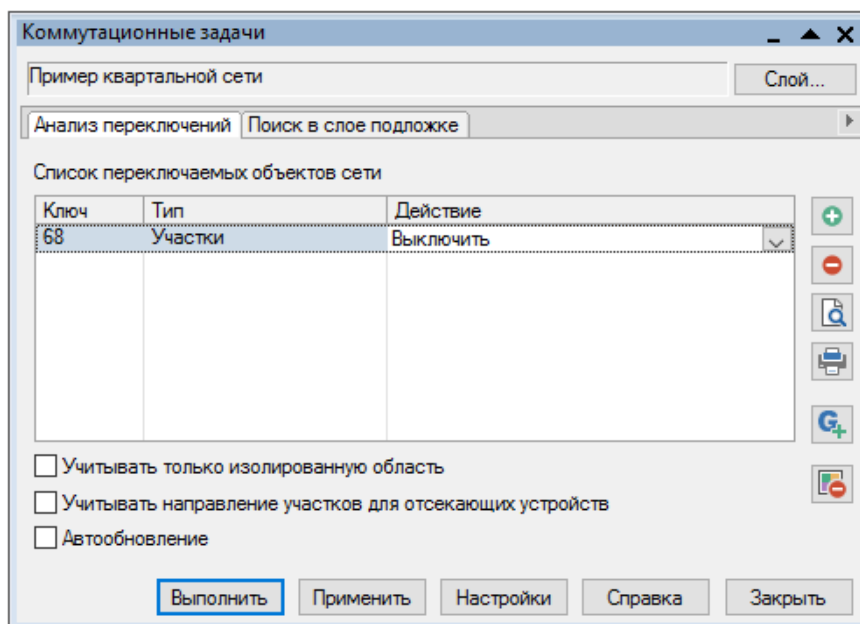 Коммутационные задачи
Пример квартальной сети
Слой...
Анализ переключений Поиск в слое подложке
Список переключаемых объектов сети
Ключ Тип Действие
68 Участки Выключить
Учитывать только изолированную область
Учитывать направление участков для отсекающих устройств
Автообновление
Выполнить Применить Настройки Справка Закрыть